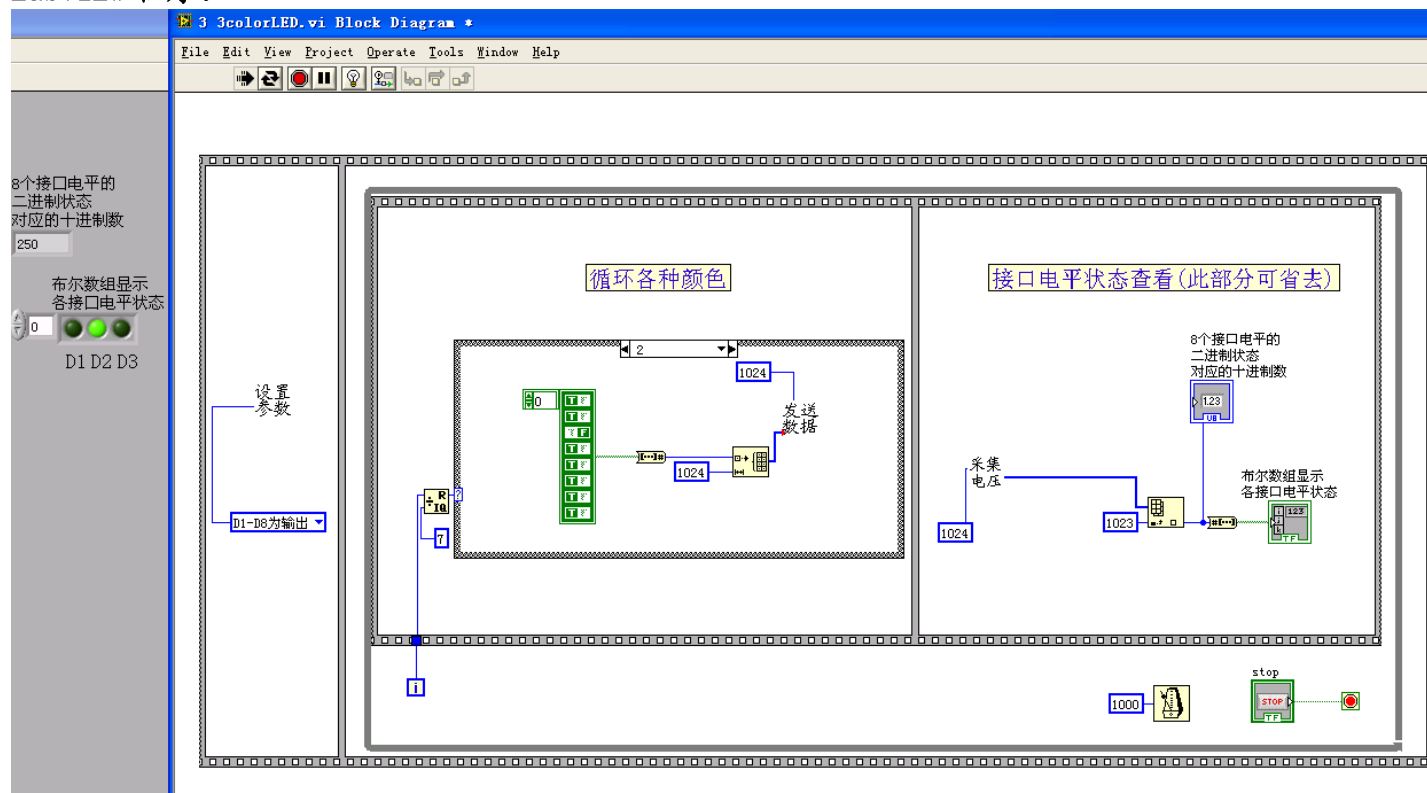 3 3colorLED.vi Block Diagram *
File Edit View Project Operate Tools Window Help
8个接口电平的
二进制状态
对应的十进制数
250
布尔数组显示
各接口电平状态
0
D1 D2 D3
设置
参数
D1-D8为输出
循环各种颜色
2
1024
0
T
T
F
T
T
T
T
T
发送
数据
1024
R
IQ
?
7
i
接口电平状态查看(此部分可省去)
8个接口电平的
二进制状态
对应的十进制数
1.23
U8
采集
电压
1024
1023
布尔数组显示
各接口电平状态
i 123
j
k
TF
1000
stop
STOP
TF